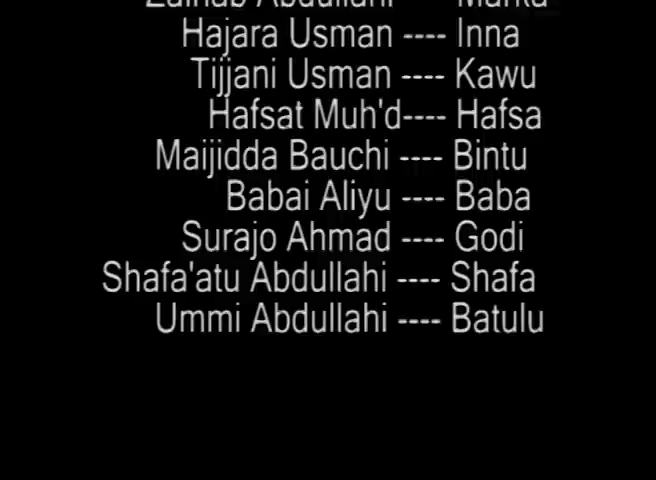 Abdullahi ----
Hajara Usman ---- Inna
Tijjani Usman ---- Kawu
Hafsat Muh'd---- Hafsa
Maijidda Bauchi ---- Bintu
Babai Aliyu ---- Baba
Surajo Ahmad ---- Godi
Shafa'atu Abdullahi ---- Shafa
Ummi Abdullahi ---- Batulu